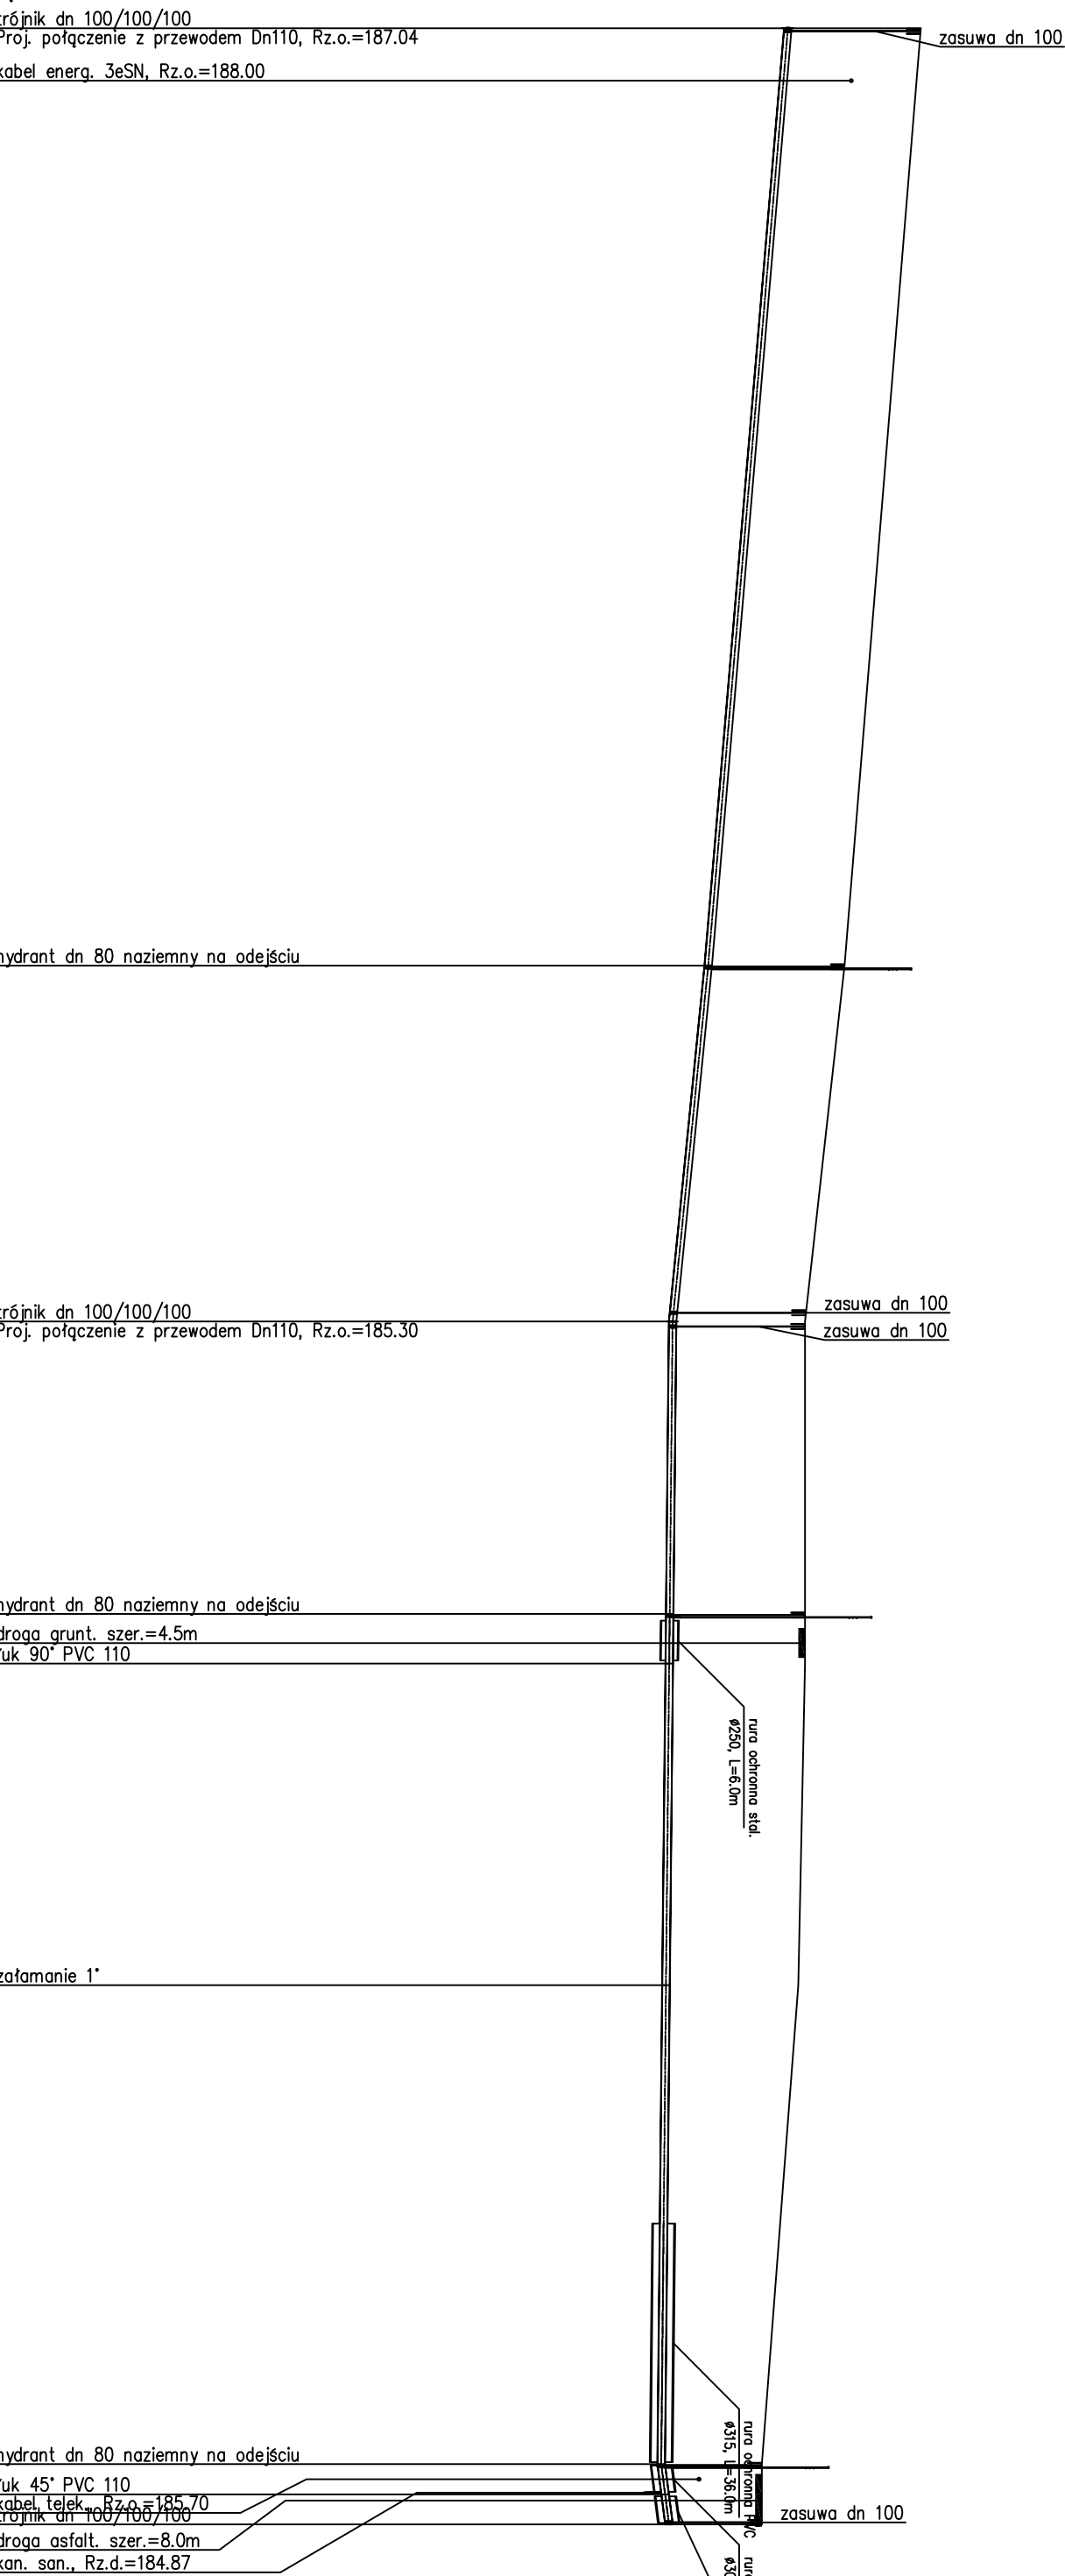 trójnik dn 100/100/100
Proj. połączenie z przewodem Dn110, Rz.o.=187.04
zasuwa dn 100
kabel energ. 3eSN, Rz.o.=188.00
hydrant dn 80 naziemny na odejściu
trójnik dn 100/100/100
Proj. połączenie z przewodem Dn110, Rz.o.=185.30
zasuwa dn 100
zasuwa dn 100
hydrant dn 80 naziemny na odejściu
droga grunt. szer.=4.5m
łuk 90° PVC 110
rura ochronna stal.
ø250, L=6.0m
załamanie 1°
rura ochronna PVC
ø315, L=36.0m
hydrant dn 80 naziemny na odejściu
łuk 45° PVC 110
kabel telek., Rz.o.=185.70
trójnik dn 100/100/100
zasuwa dn 100
droga asfalt. szer.=8.0m
kan. san., Rz.d.=184.87